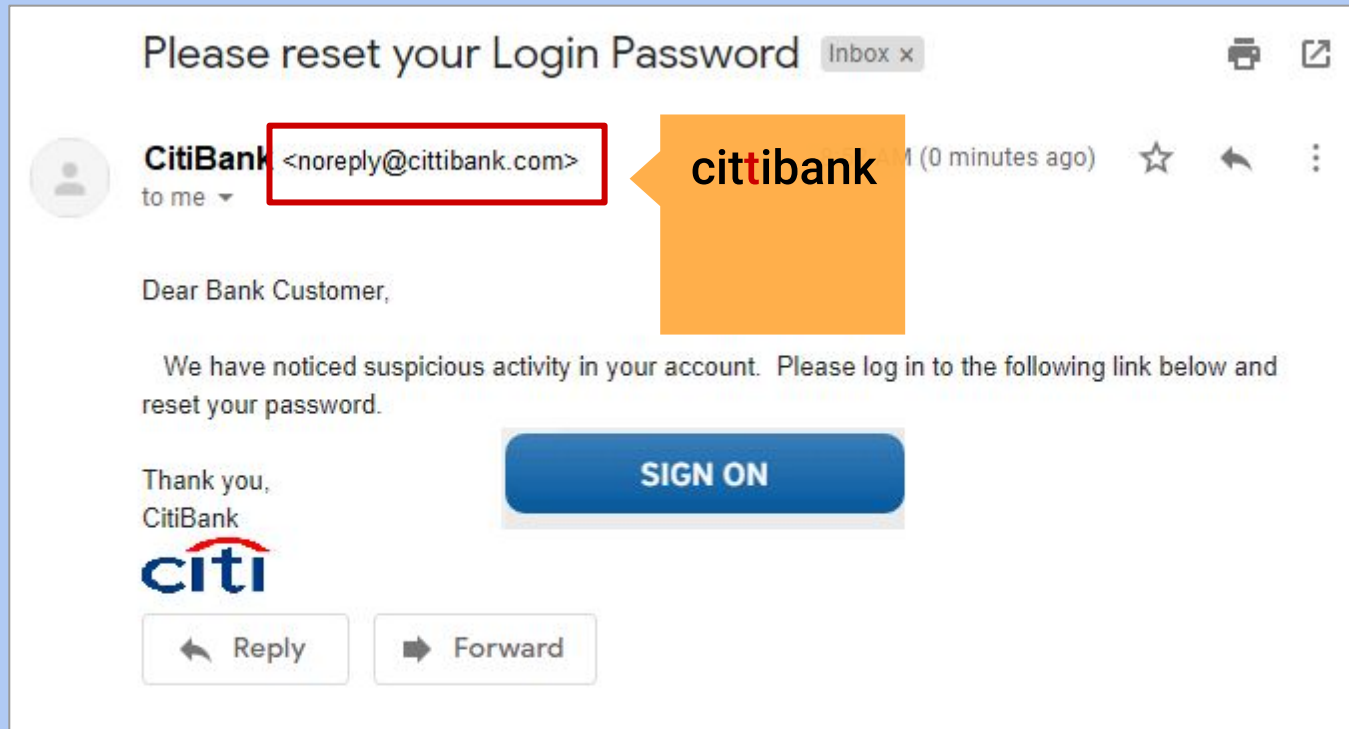 Please reset your Login Password Inbox x
CitiBank <noreply@cittibank.com> cittibank AM (0 minutes ago)
to me
Dear Bank Customer,
We have noticed suspicious activity in your account. Please log in to the following link below and
reset your password.
SIGN ON
Thank you,
CitiBank
citi
Reply Forward